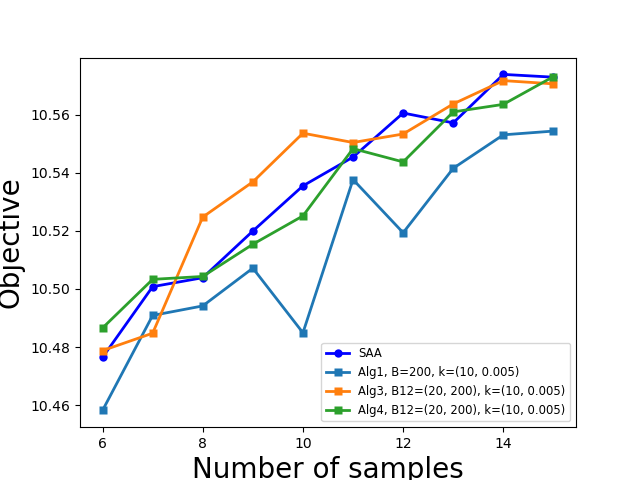 10.56
10.54
10.52
10.50
10.48
10.46
Objective
SAA
Alg1, B=200, k=(10, 0.005)
Alg3, B12=(20, 200), k=(10, 0.005)
Alg4, B12=(20, 200), k=(10, 0.005)
6 8 10 12 14
Number of samples